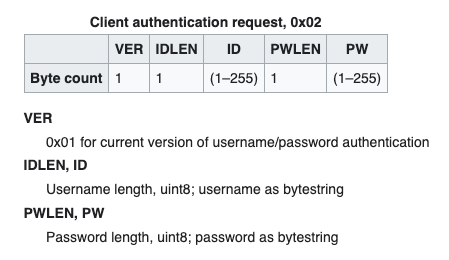 Client authentication request, 0x02
VER IDLEN ID PWLEN PW
Byte count 1 1 (1–255) 1 (1–255)
VER
0x01 for current version of username/password authentication
IDLEN, ID
Username length, uint8; username as bytestring
PWLEN, PW
Password length, uint8; password as bytestring